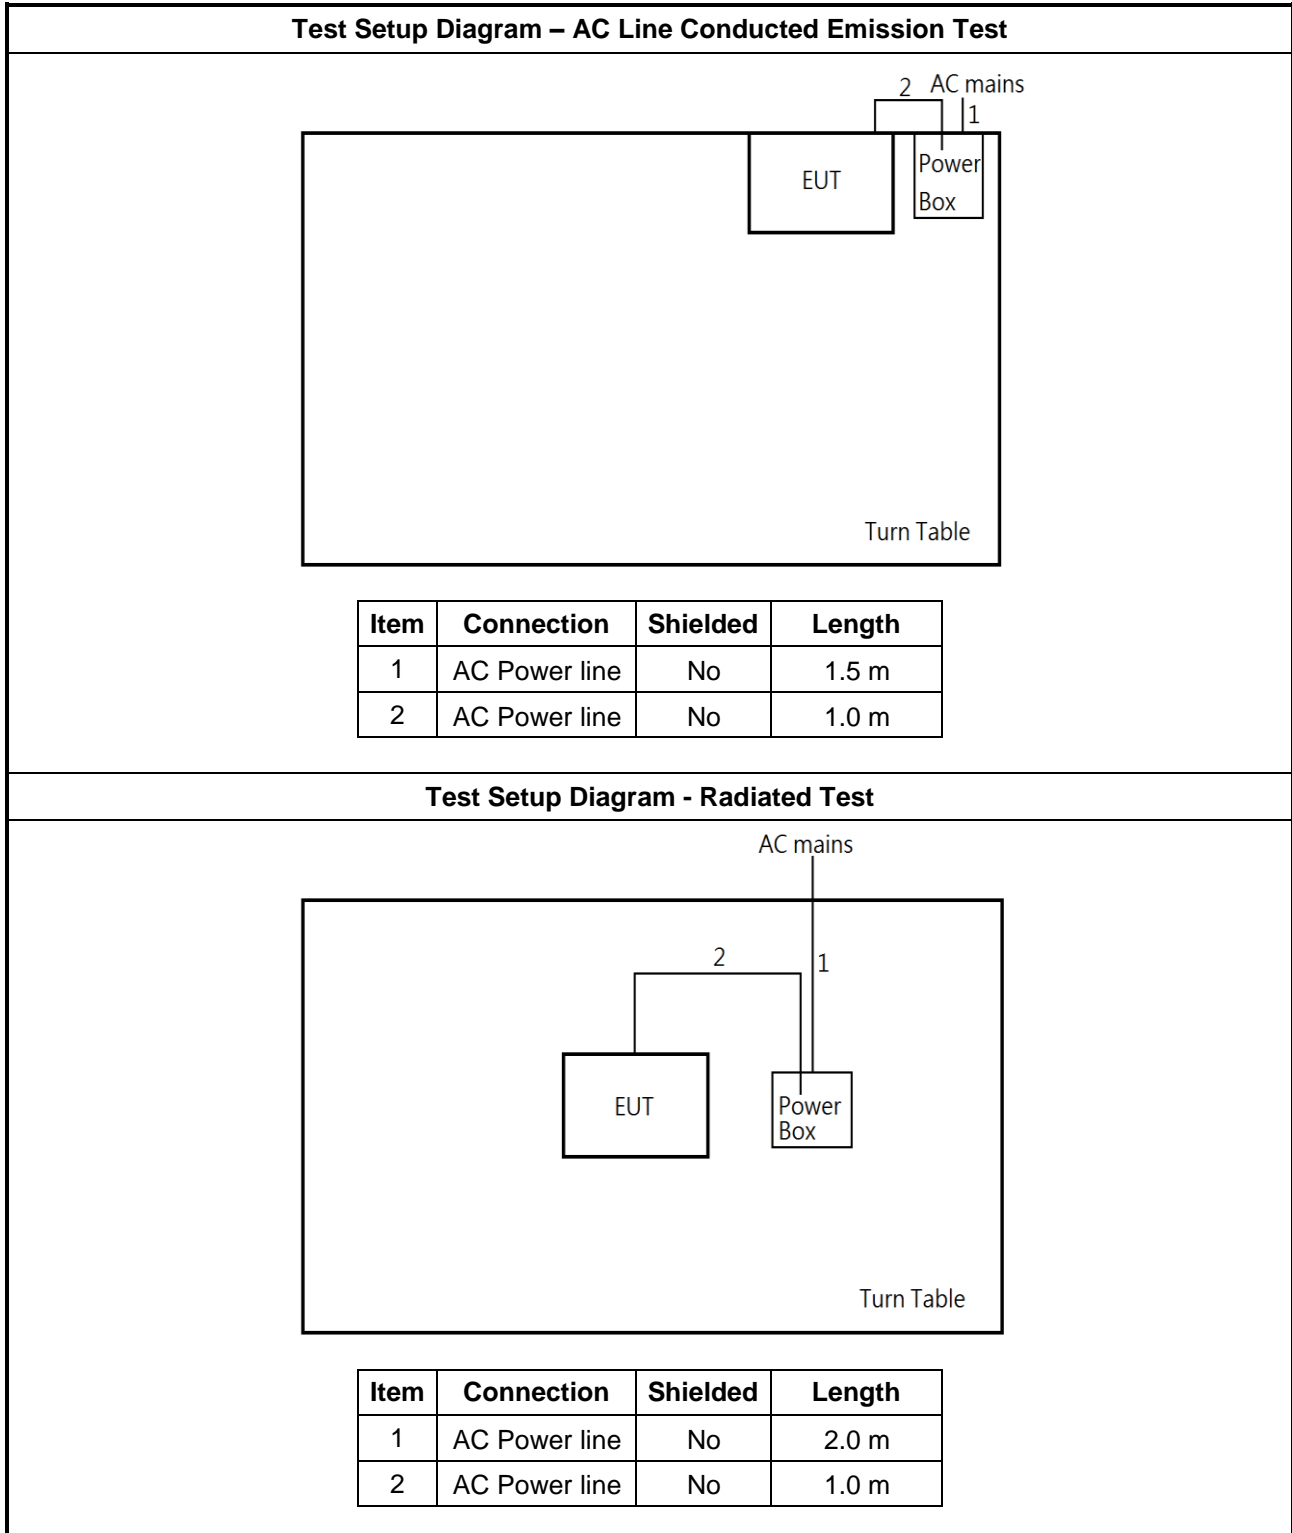 Test Setup Diagram – AC Line Conducted Emission Test
2 AC mains
1
EUT
Power
Box
Turn Table
Item Connection Shielded Length
1 AC Power line No 1.5 m
2 AC Power line No 1.0 m
Test Setup Diagram - Radiated Test
AC mains
2
1
EUT
Power
Box
Turn Table
Item Connection Shielded Length
1 AC Power line No 2.0 m
2 AC Power line No 1.0 m